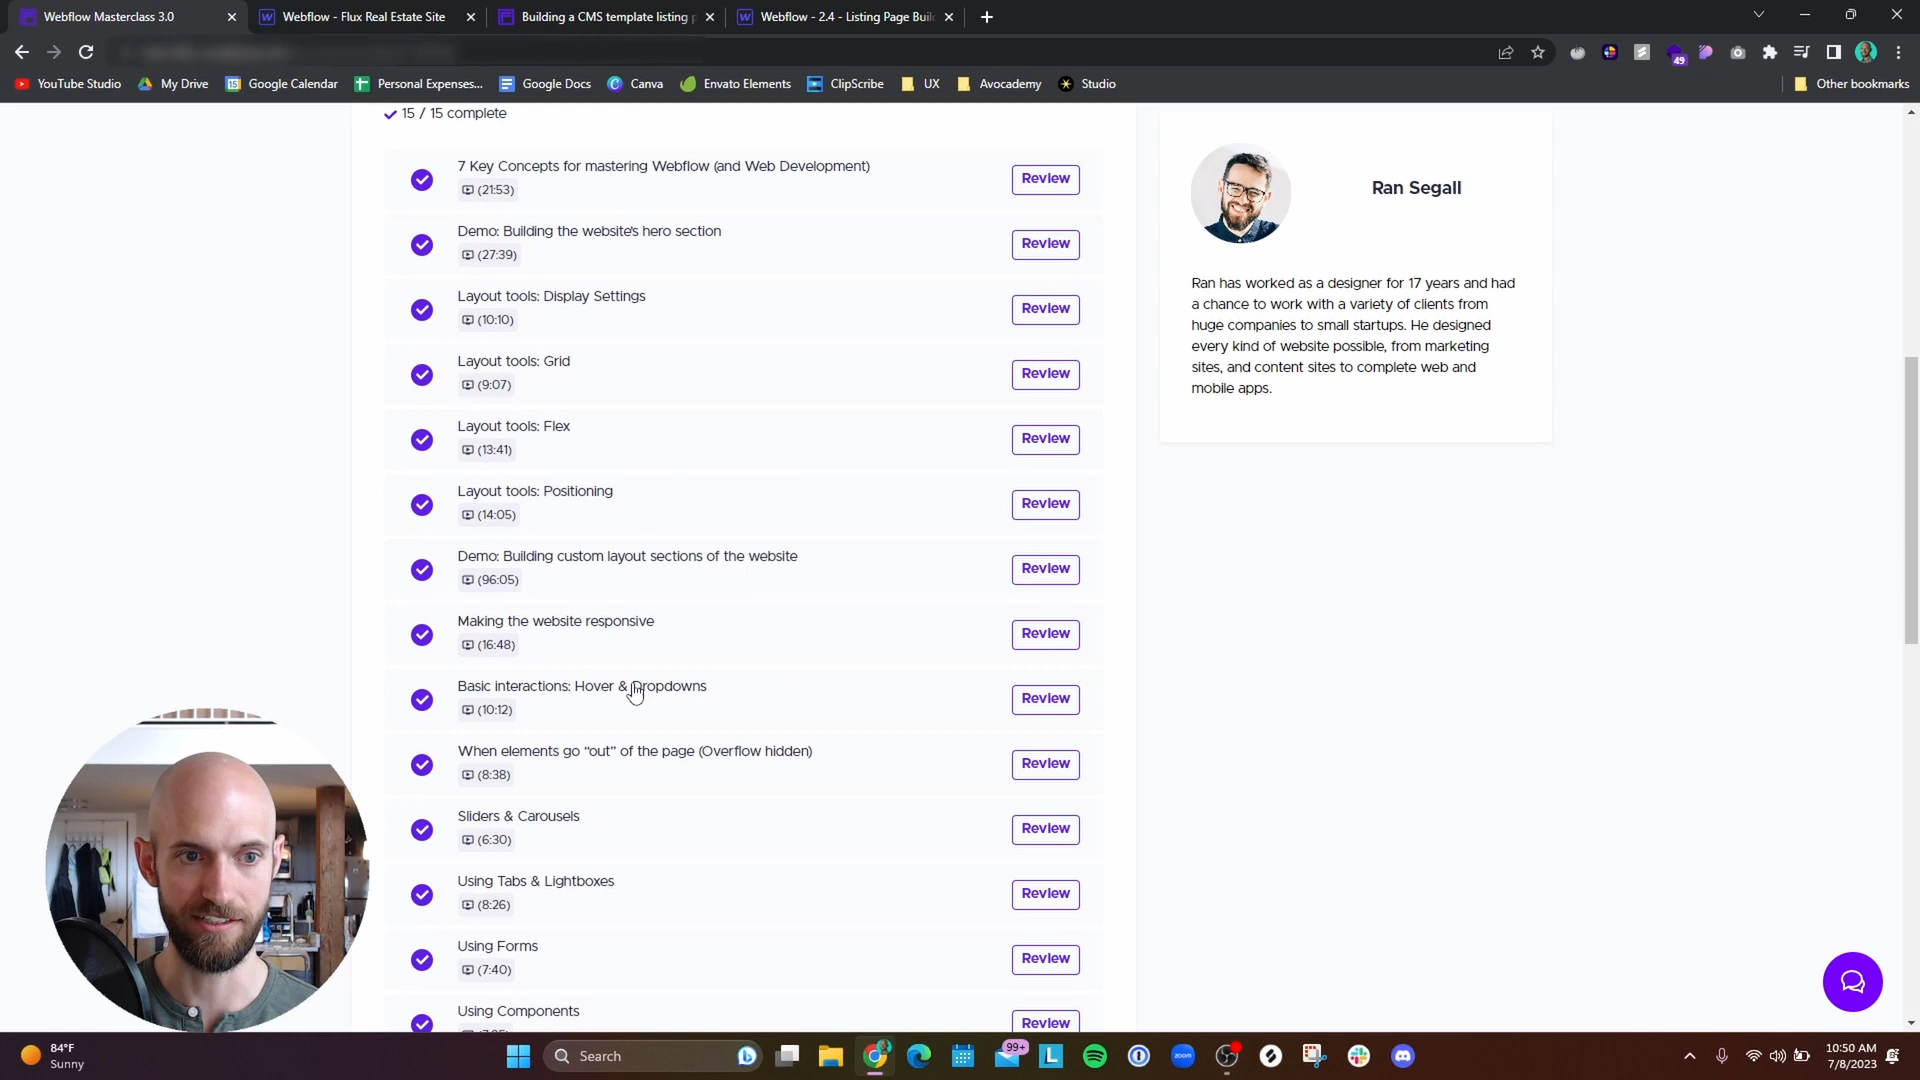 Webflow Masterclass 3.0
Webflow - Flux Real Estate Site
Building a CMS template listing p
Webflow - 2.4 - Listing Page Buil
49
YouTube Studio
My Drive
Google Calendar
Personal Expenses...
Google Docs
Canva
Envato Elements
ClipScribe
UX
Avocademy
Studio
Other bookmarks
15 / 15 complete
7 Key Concepts for mastering Webflow (and Web Development)
(21:53)
Review
Demo: Building the website's hero section
(27:39)
Review
Layout tools: Display Settings
(10:10)
Review
Layout tools: Grid
(9:07)
Review
Layout tools: Flex
(13:41)
Review
Layout tools: Positioning
(14:05)
Review
Demo: Building custom layout sections of the website
(96:05)
Review
Making the website responsive
(16:48)
Review
Basic interactions: Hover & Dropdowns
(10:12)
Review
When elements go “out” of the page (Overflow hidden)
(8:38)
Review
Sliders & Carousels
(6:30)
Review
Using Tabs & Lightboxes
(8:26)
Review
Using Forms
(7:40)
Review
Using Components
Review
Ran Segall
Ran has worked as a designer for 17 years and had
a chance to work with a variety of clients from
huge companies to small startups. He designed
every kind of website possible, from marketing
sites, and content sites to complete web and
mobile apps.
84°F
Sunny
Search
99+
L
zoom
10:50 AM
7/8/2023